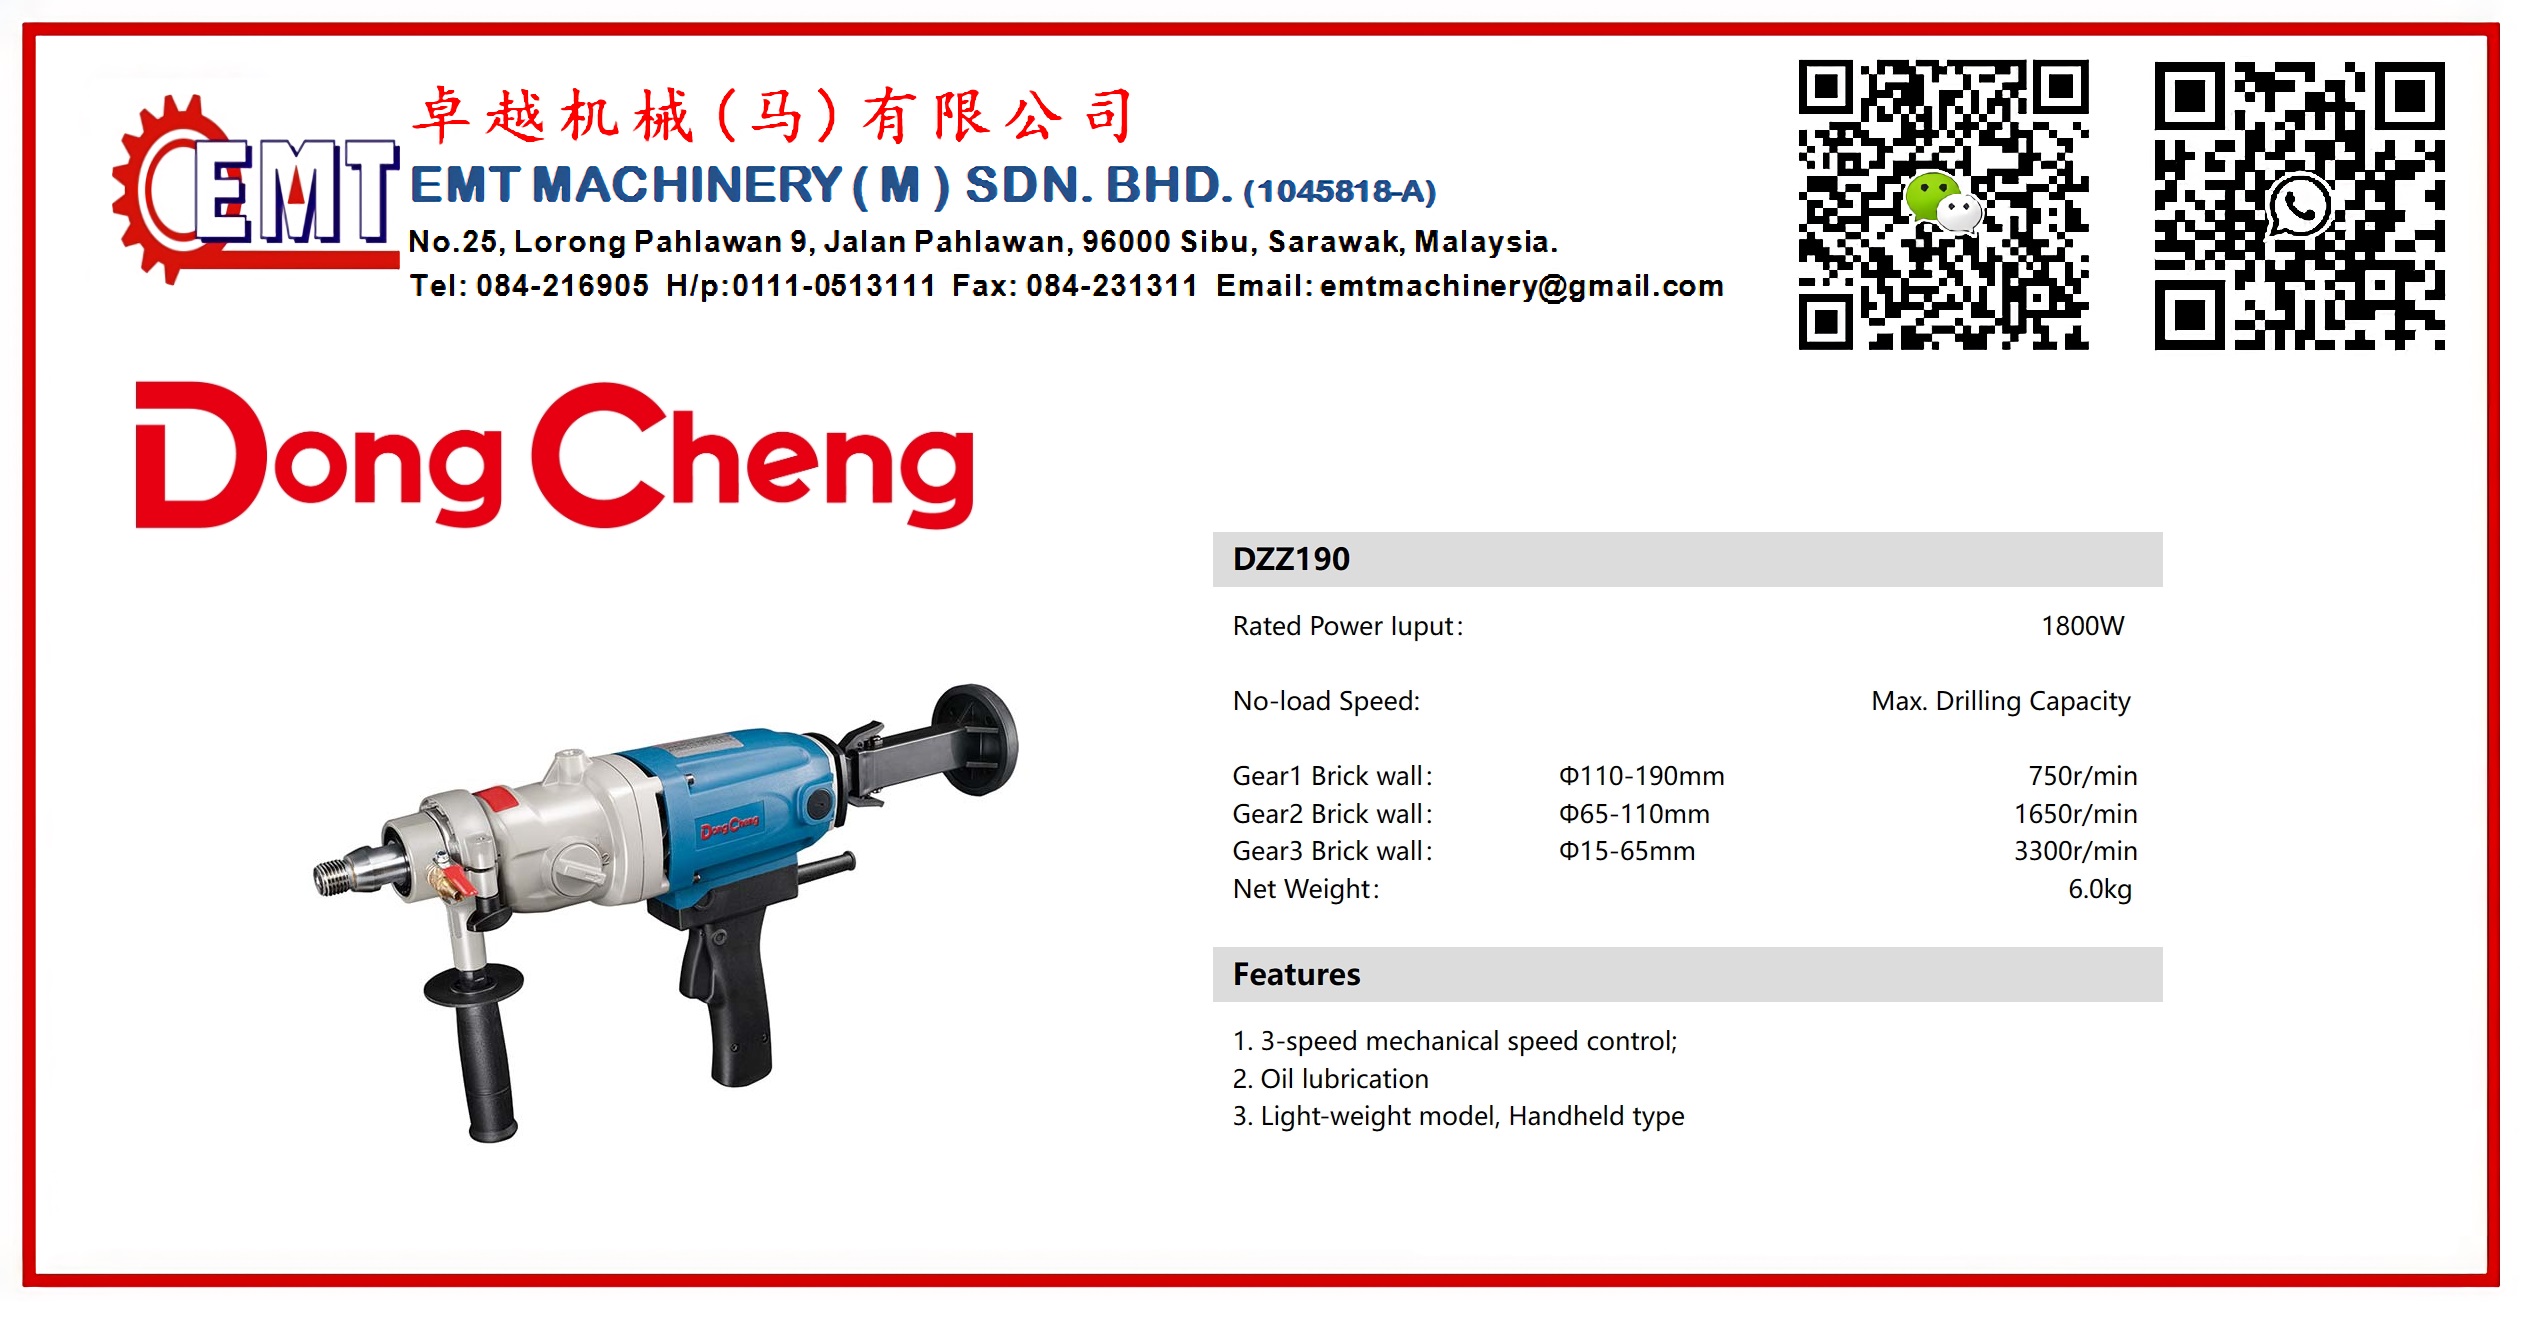 卓越机械(马)有限公司
EMT
EMT MACHINERY ( M ) SDN. BHD. (1045818-A)
No.25, Lorong Pahlawan 9, Jalan Pahlawan, 96000 Sibu, Sarawak, Malaysia.
Tel: 084-216905 H/p:0111-0513111 Fax: 084-231311 Email: emtmachinery@gmail.com
Dong Cheng
DZZ190
Rated Power Iuput: 1800W
No-load Speed: Max. Drilling Capacity
Gear1 Brick wall: Φ110-190mm 750r/min
Gear2 Brick wall: Φ65-110mm 1650r/min
Gear3 Brick wall: Φ15-65mm 3300r/min
Net Weight: 6.0kg
DongCheng
Features
1. 3-speed mechanical speed control;
2. Oil lubrication
3. Light-weight model, Handheld type